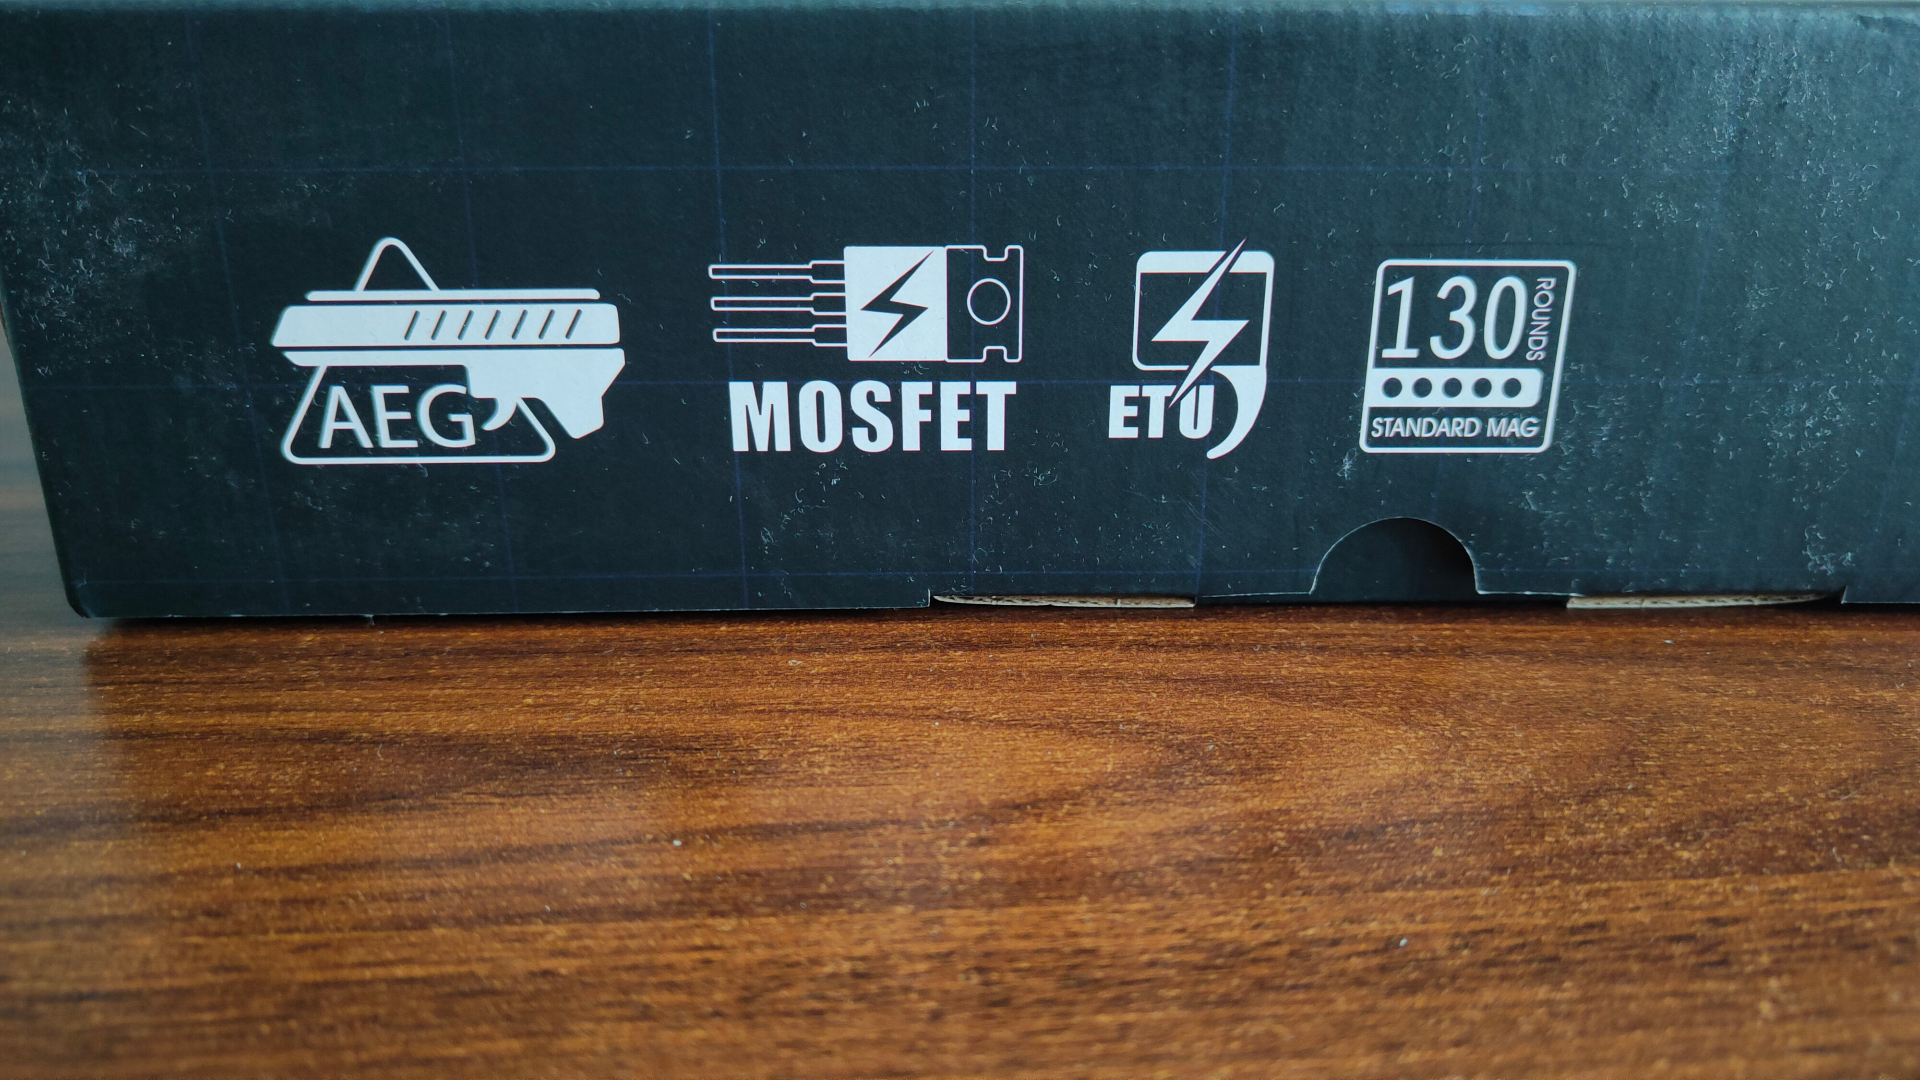 AEG
MOSFET
ETU
130
ROUNDS
STANDARD MAG